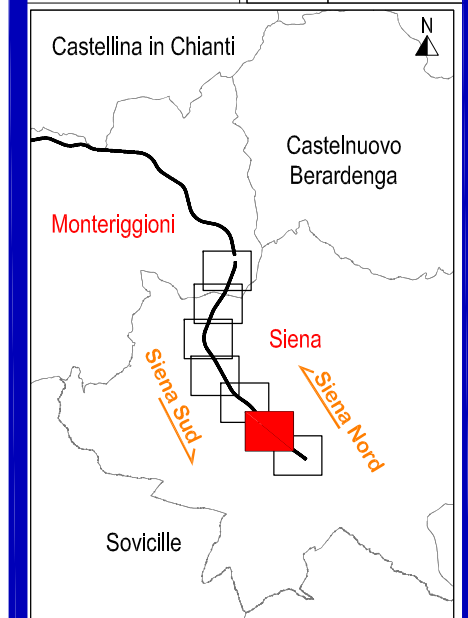 N
Castellina in Chianti
Castelnuovo
Berardenga
Monteriggioni
Siena
Siena Sud
Siena Nord
Sovicille